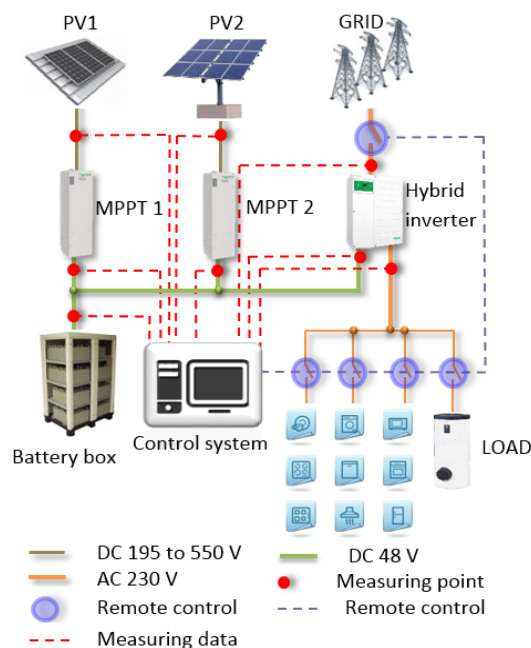 PV1
PV2
GRID
MPPT 1
MPPT 2
Hybrid
inverter
Battery box
Control system
LOAD
DC 195 to 550 V
DC 48 V
AC 230 V
Measuring point
Remote control
Remote control
Measuring data